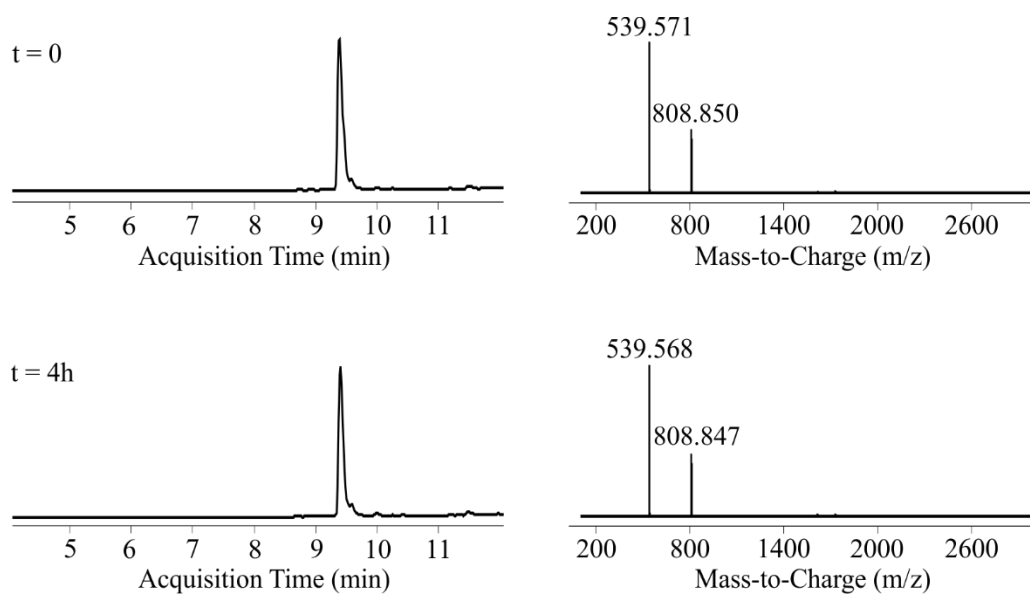 t = 0
5 6 7 8 9 10 11
Acquisition Time (min)
539.571
808.850
200 800 1400 2000 2600
Mass-to-Charge (m/z)
t = 4h
5 6 7 8 9 10 11
Acquisition Time (min)
539.568
808.847
200 800 1400 2000 2600
Mass-to-Charge (m/z)